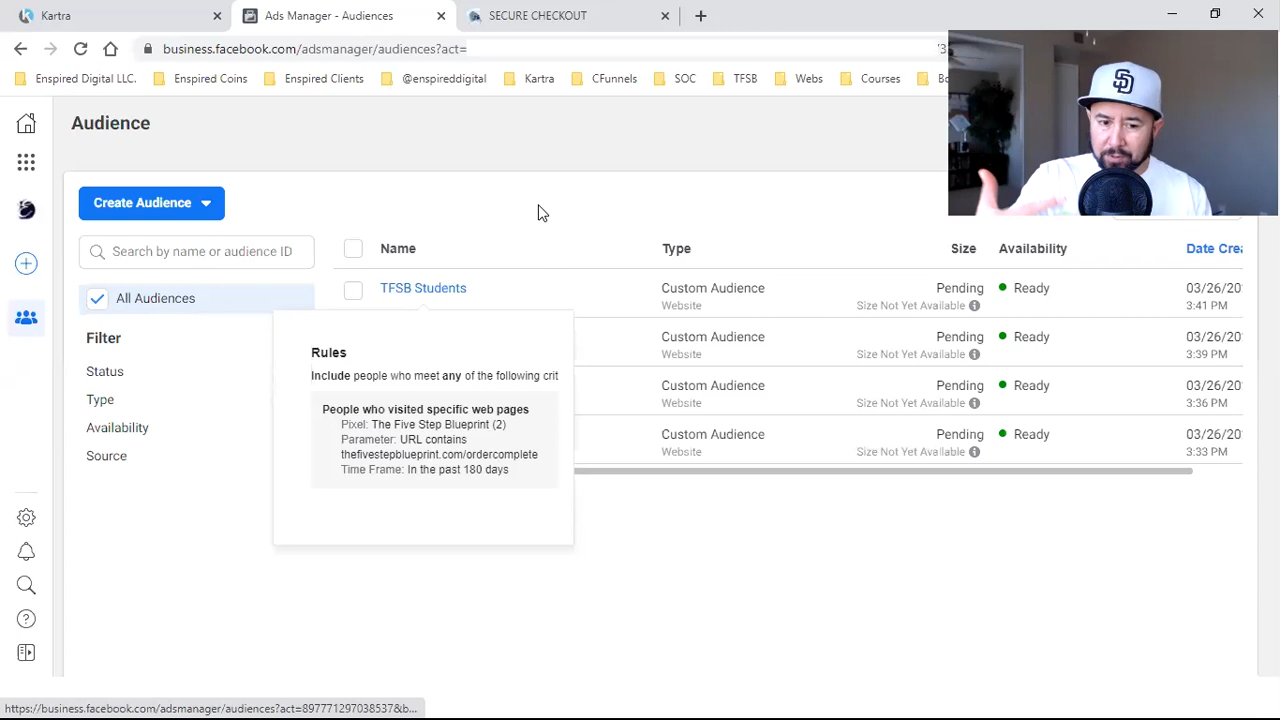 Kartra
Ads Manager - Audiences
SECURE CHECKOUT
business.facebook.com/adsmanager/audiences?act=
Enspired Digital LLC.
Enspired Coins
Enspired Clients
@enspireddigital
Kartra
CFunnels
SOC
TFSB
Webs
Courses
Audience
Create Audience
Search by name or audience ID
All Audiences
Filter
Status
Type
Availability
Source
Name Type Size Availability Date Crea
TFSB Students Custom Audience Pending Ready 03/26/20
Website Size Not Yet Available 3:41 PM
Custom Audience Pending Ready 03/26/20
Website Size Not Yet Available 3:39 PM
Custom Audience Pending Ready 03/26/20
Website Size Not Yet Available 3:36 PM
Custom Audience Pending Ready 03/26/20
Website Size Not Yet Available 3:33 PM
Rules
Include people who meet any of the following crit
People who visited specific web pages
Pixel: The Five Step Blueprint (2)
Parameter: URL contains
thefivestepblueprint.com/ordercomplete
Time Frame: In the past 180 days
SD
https://business.facebook.com/adsmanager/audiences?act=897771297038537&b...